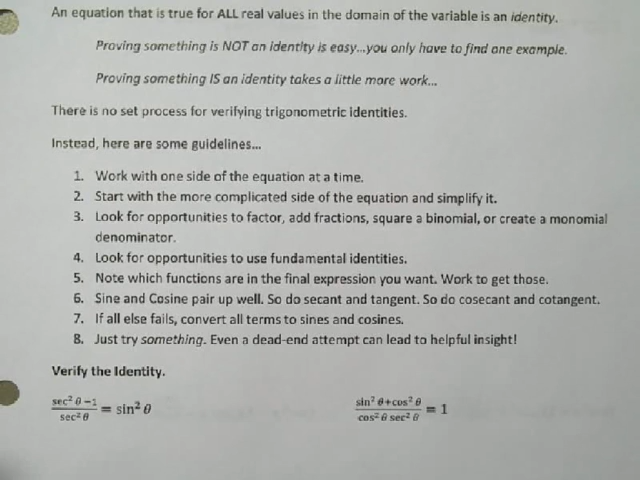 An equation that is true for ALL real values in the domain of the variable is an identity.
Proving something is NOT an identity is easy...you only have to find one example.
Proving something IS an identity takes a little more work...
There is no set process for verifying trigonometric identities.
Instead, here are some guidelines...
1. Work with one side of the equation at a time.
2. Start with the more complicated side of the equation and simplify it.
3. Look for opportunities to factor, add fractions, square a binomial, or create a monomial
denominator.
4. Look for opportunities to use fundamental identities.
5. Note which functions are in the final expression you want. Work to get those.
6. Sine and Cosine pair up well. So do secant and tangent. So do cosecant and cotangent.
7. If all else fails, convert all terms to sines and cosines.
8. Just try something. Even a dead-end attempt can lead to helpful insight!
Verify the Identity.
(sec² θ − 1)/(sec² θ) = sin² θ (sin² θ + cos² θ)/(cos² θ sec² θ) = 1